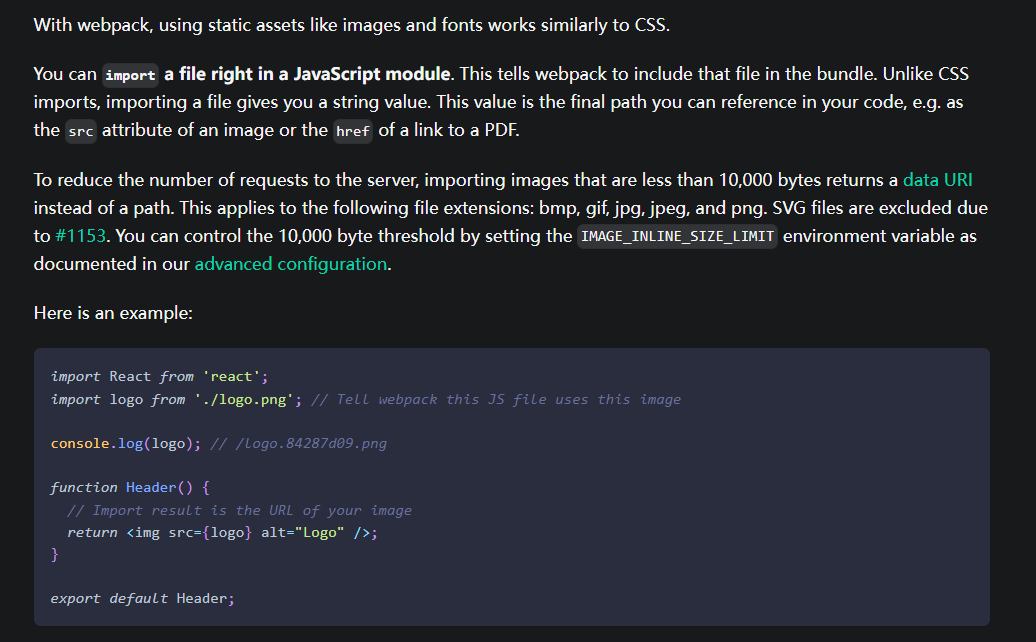 With webpack, using static assets like images and fonts works similarly to CSS.
You can import a file right in a JavaScript module. This tells webpack to include that file in the bundle. Unlike CSS
imports, importing a file gives you a string value. This value is the final path you can reference in your code, e.g. as
the src attribute of an image or the href of a link to a PDF.
To reduce the number of requests to the server, importing images that are less than 10,000 bytes returns a data URI
instead of a path. This applies to the following file extensions: bmp, gif, jpg, jpeg, and png. SVG files are excluded due
to #1153. You can control the 10,000 byte threshold by setting the IMAGE_INLINE_SIZE_LIMIT environment variable as
documented in our advanced configuration.
Here is an example:
import React from 'react';
import logo from './logo.png'; // Tell webpack this JS file uses this image
console.log(logo); // /logo.84287d09.png
function Header() {
  // Import result is the URL of your image
  return <img src={logo} alt="Logo" />;
}
export default Header;